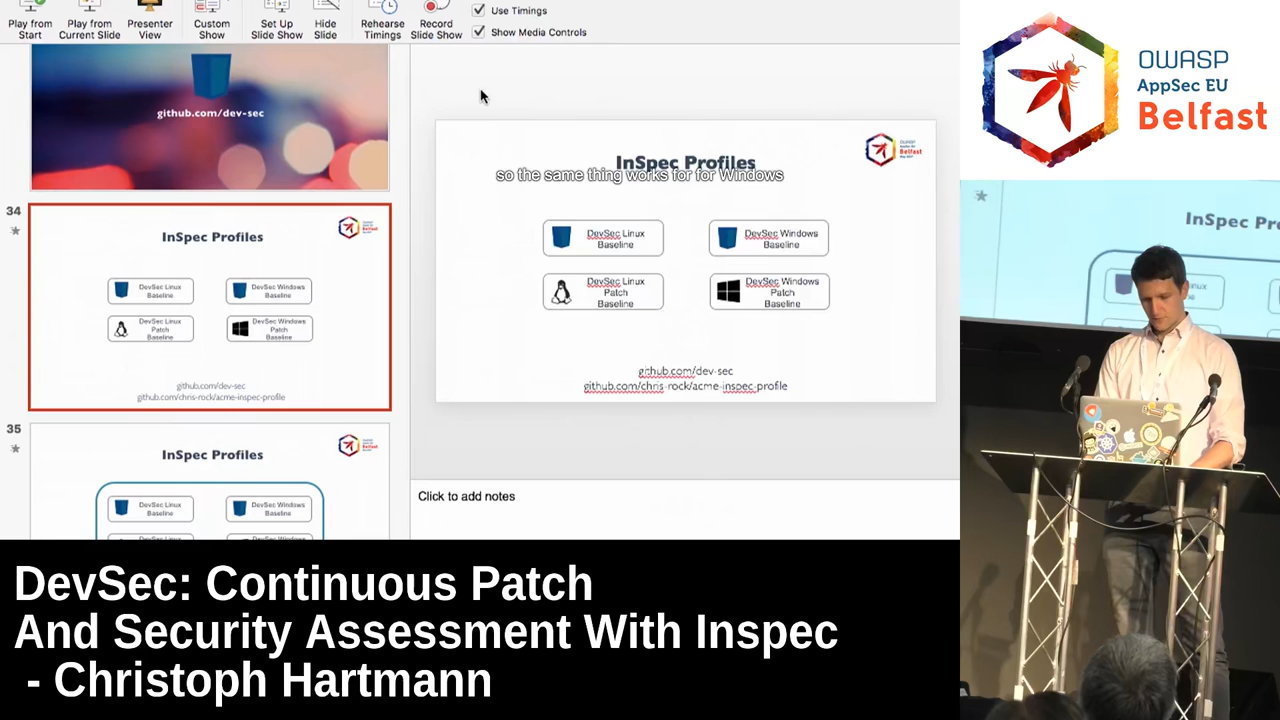 Play from
Start
Play from
Current Slide
Presenter
View
Custom
Show
Set Up
Slide Show
Hide
Slide
Rehearse
Timings
Record
Slide Show
Use Timings
Show Media Controls
github.com/dev-sec
34
InSpec Profiles
DevSec Linux
Baseline
DevSec Windows
Baseline
DevSec Linux
Patch
Baseline
DevSec Windows
Patch
Baseline
github.com/dev-sec
github.com/chris-rock/acme-inspec-profile
35
InSpec Profiles
DevSec Linux
Baseline
DevSec Windows
Baseline
InSpec Profiles
so the same thing works for for Windows
Belfast
DevSec Linux
Baseline
DevSec Windows
Baseline
DevSec Linux
Patch
Baseline
DevSec Windows
Patch
Baseline
github.com/dev-sec
github.com/chris-rock/acme-inspec-profile
Click to add notes
OWASP
AppSec EU
Belfast
InSpec Pr
DevSec: Continuous Patch
And Security Assessment With Inspec
- Christoph Hartmann